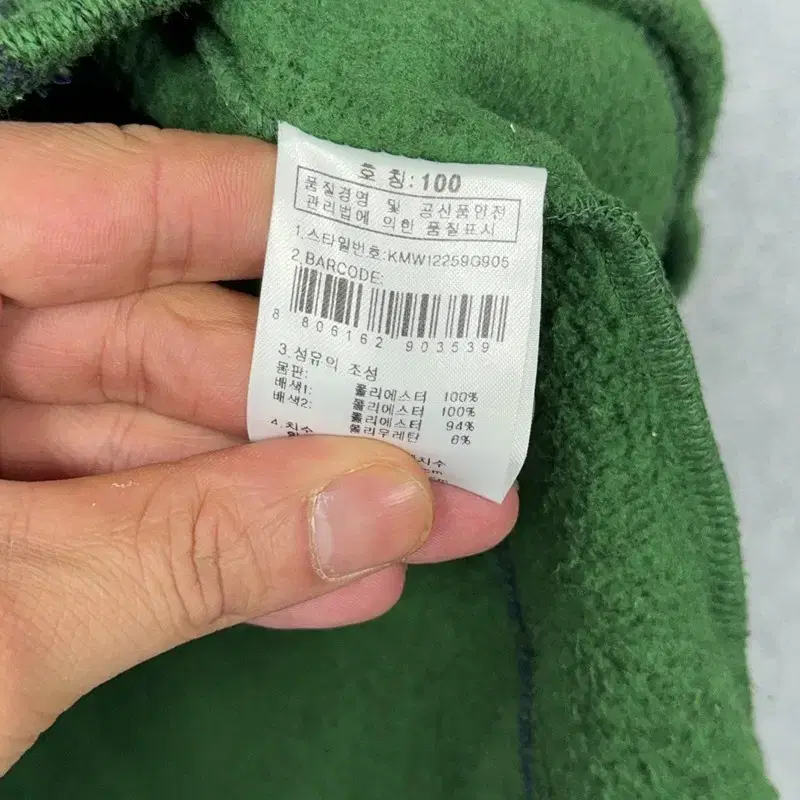 호 칭:100
품질경영 및 공산품안전
관리법에 의한 품질표시
1.스타일번호:KMW12259G905
2.BARCODE:
8 806162 903539
3.섬유의 조성
몸판: 폴리에스터 100%
배색1: 폴리에스터 100%
배색2: 폴리에스터 94%
폴리우레탄 6%
4.치수